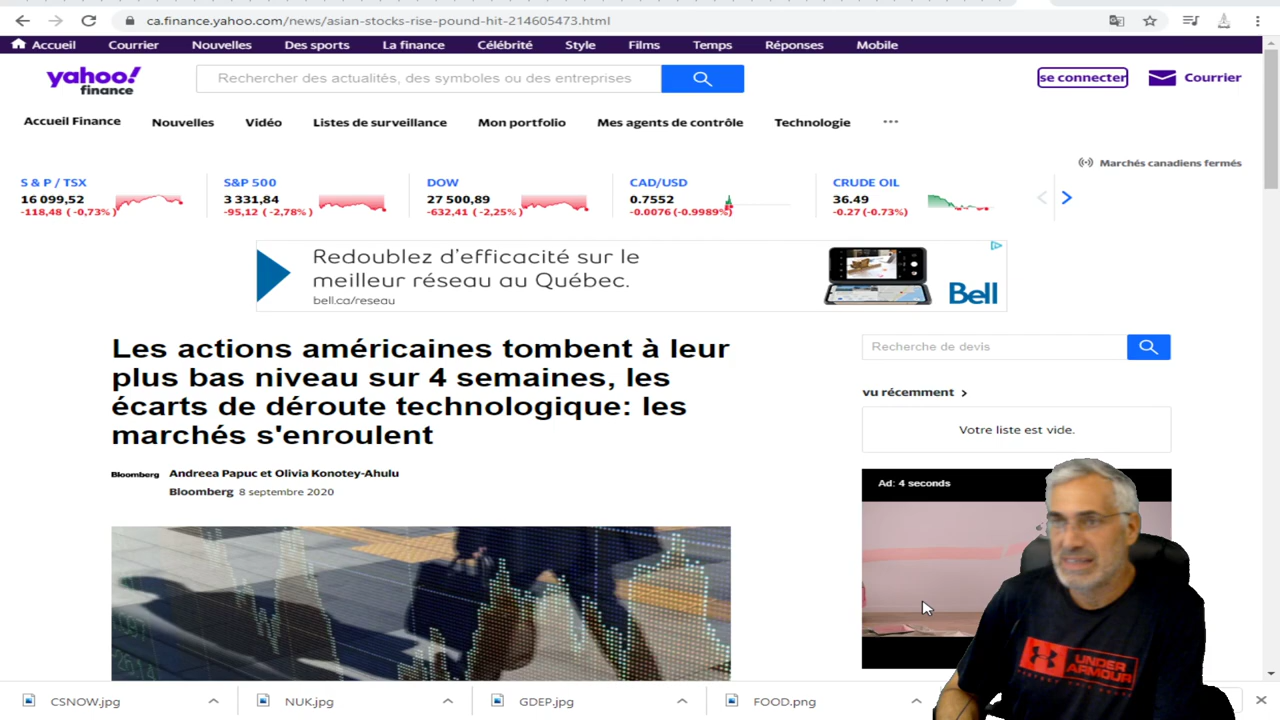 ca.finance.yahoo.com/news/asian-stocks-rise-pound-hit-214605473.html
Accueil Courrier Nouvelles Des sports La finance Célébrité Style Films Temps Réponses Mobile
yahoo! finance
Rechercher des actualités, des symboles ou des entreprises
se connecter Courrier
Accueil Finance Nouvelles Vidéo Listes de surveillance Mon portfolio Mes agents de contrôle Technologie ...
Marchés canadiens fermés
S & P / TSX S&P 500 DOW CAD/USD CRUDE OIL
16 099,52 3 331,84 27 500,89 0.7552 36.49
-118,48 ( -0,73%) -95,12 ( -2,78%) -632,41 ( -2,25%) -0.0076 (-0.9989%) -0.27 (-0.73%)
Redoublez d'efficacité sur le
meilleur réseau au Québec.
bell.ca/reseau
Bell
Les actions américaines tombent à leur
plus bas niveau sur 4 semaines, les
écarts de déroute technologique: les
marchés s'enroulent
Bloomberg Andreea Papuc et Olivia Konotey-Ahulu
Bloomberg 8 septembre 2020
Recherche de devis
vu récemment
Votre liste est vide.
Ad: 4 seconds
UNDER
ARMOUR
CSNOW.jpg NUK.jpg GDEP.jpg FOOD.png